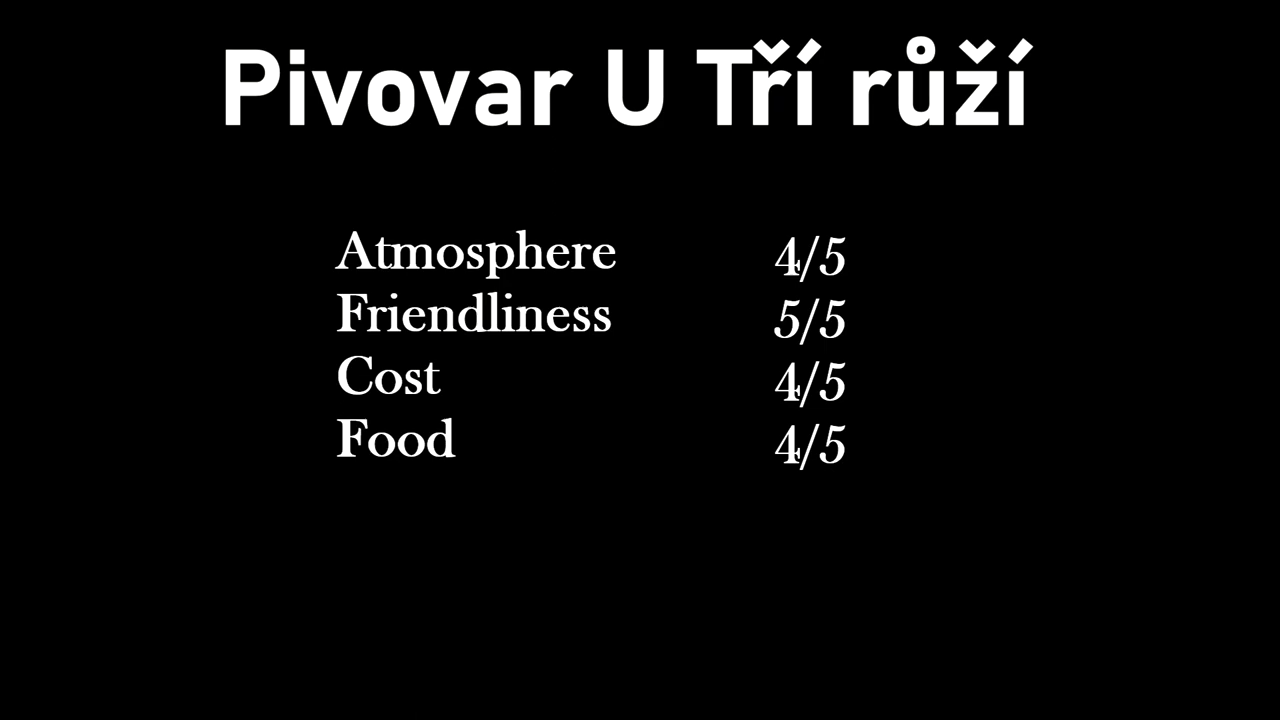 Pivovar U Tří růží
Atmosphere 4/5
Friendliness 5/5
Cost 4/5
Food 4/5